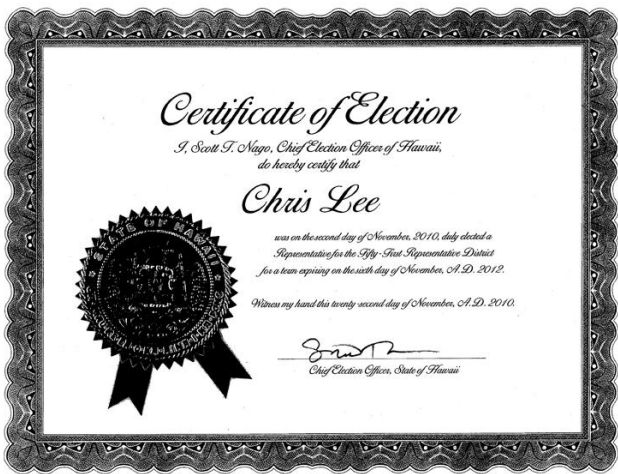 Certificate of Election
I, Scott T. Nago, Chief Election Officer of Hawaii,
do hereby certify that
Chris Lee
was on the second day of November, 2010, duly elected a
Representative for the Fifty-First Representative District
for a term expiring on the sixth day of November, A.D. 2012.
Witness my hand this twenty-second day of November, A.D. 2010.
Chief Election Officer, State of Hawaii
STATE OF HAWAII